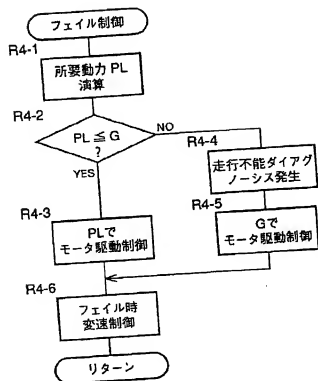 フェイル制御
R4-1
所要動力 PL
演算
R4-2
PL ≦ G
?
NO
YES
R4-4
走行不能ダイアグ
ノーシス発生
R4-3
R4-5
PLで
モータ駆動制御
Gで
モータ駆動制御
R4-6
フェイル時
変速制御
リターン